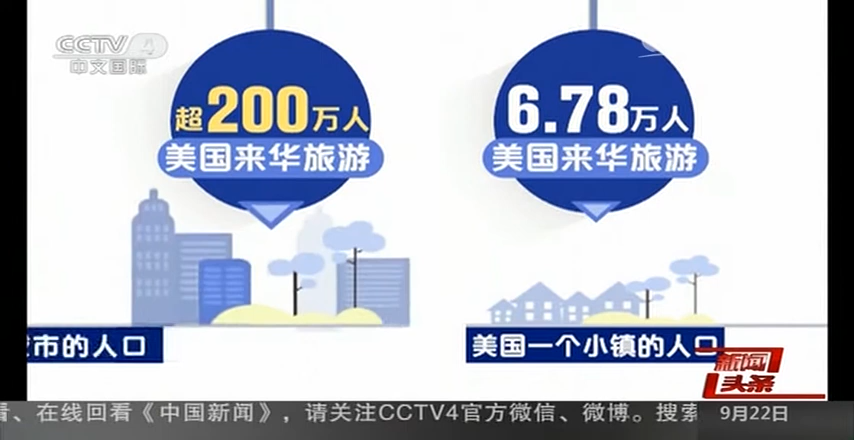 CCTV 4
中文国际
超200万人
美国来华旅游
6.78万人
美国来华旅游
市的人口
美国一个小镇的人口
新闻
头条
、在线回看《中国新闻》，请关注CCTV4官方微信、微博。搜索
9月22日